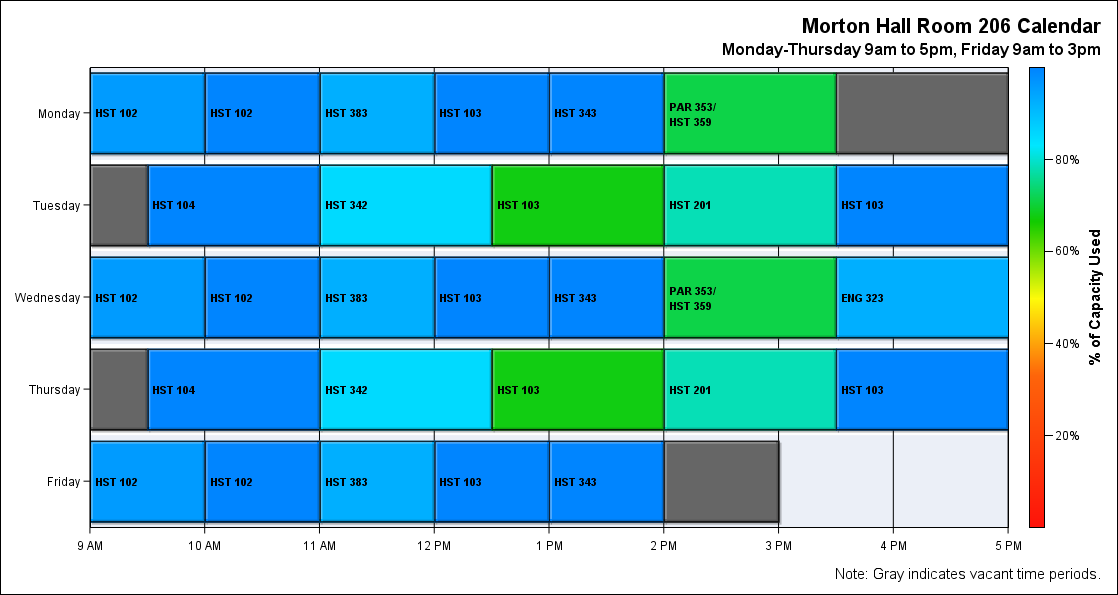 Morton Hall Room 206 Calendar
Monday-Thursday 9am to 5pm, Friday 9am to 3pm
Monday
HST 102
HST 102
HST 383
HST 103
HST 343
PAR 353/
HST 359
Tuesday
HST 104
HST 342
HST 103
HST 201
HST 103
Wednesday
HST 102
HST 102
HST 383
HST 103
HST 343
PAR 353/
HST 359
ENG 323
Thursday
HST 104
HST 342
HST 103
HST 201
HST 103
Friday
HST 102
HST 102
HST 383
HST 103
HST 343
9 AM
10 AM
11 AM
12 PM
1 PM
2 PM
3 PM
4 PM
5 PM
80%
60%
40%
20%
% of Capacity Used
Note: Gray indicates vacant time periods.